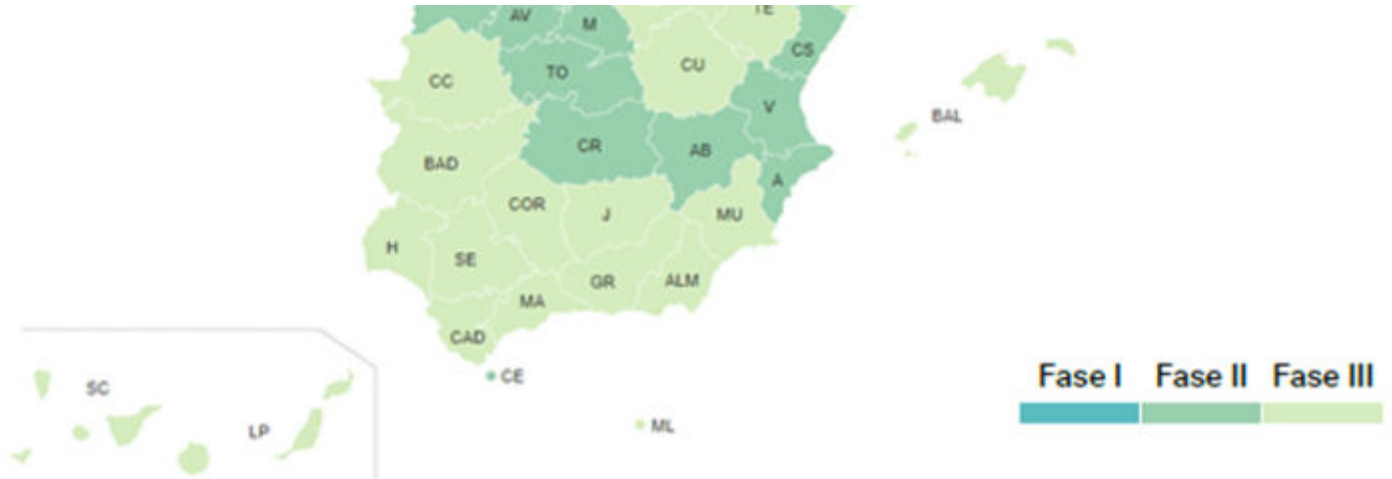 AV
M
TE
CS
CC
TO
CU
V
BAL
CR
AB
BAD
A
COR
J
MU
H
SE
GR
ALM
MA
CAD
CE
SC
LP
ML
Fase I Fase II Fase III